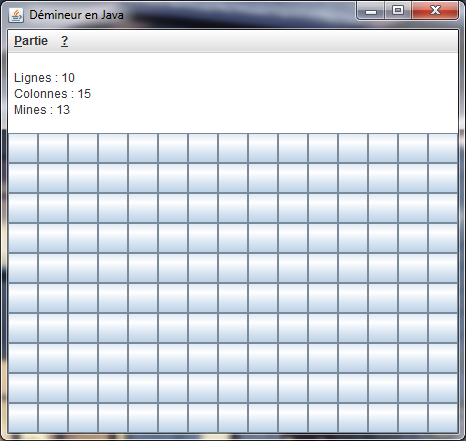 Démineur en Java
Partie ?
Lignes : 10
Colonnes : 15
Mines : 13